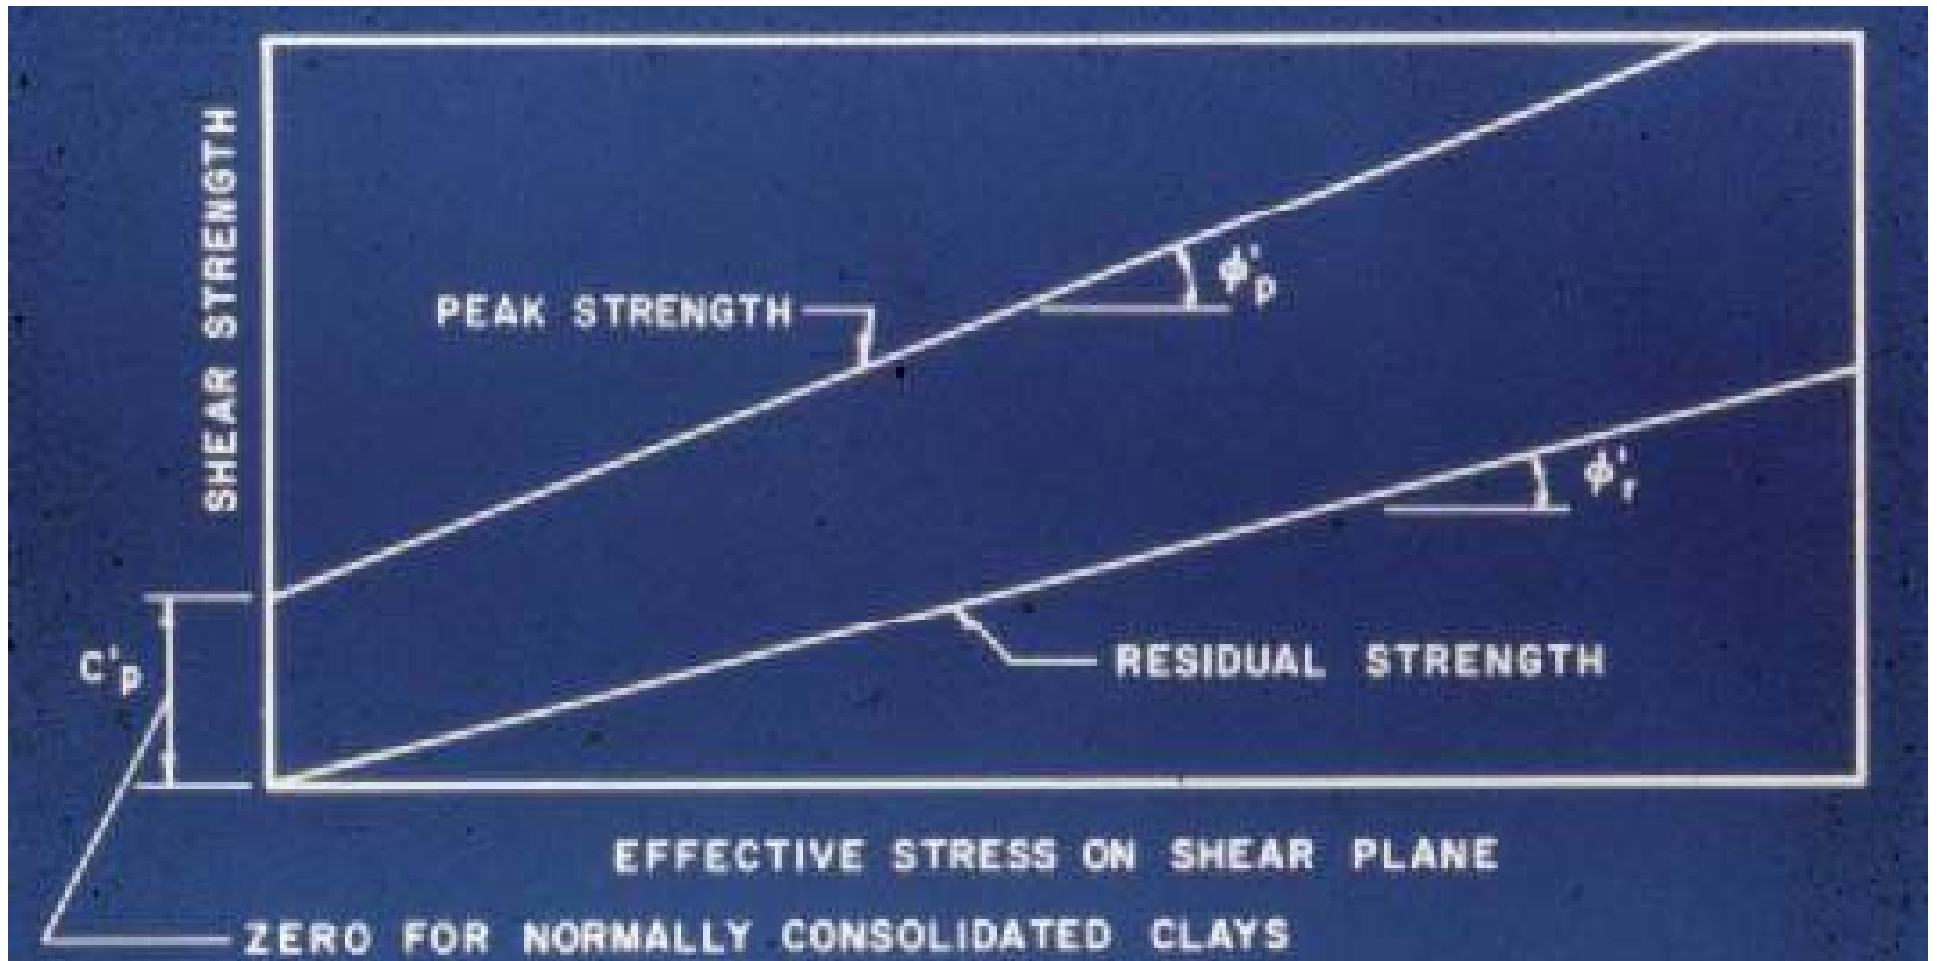 SHEAR STRENGTH
PEAK STRENGTH
ϕ'p
ϕ'r
C'p
RESIDUAL STRENGTH
EFFECTIVE STRESS ON SHEAR PLANE
ZERO FOR NORMALLY CONSOLIDATED CLAYS